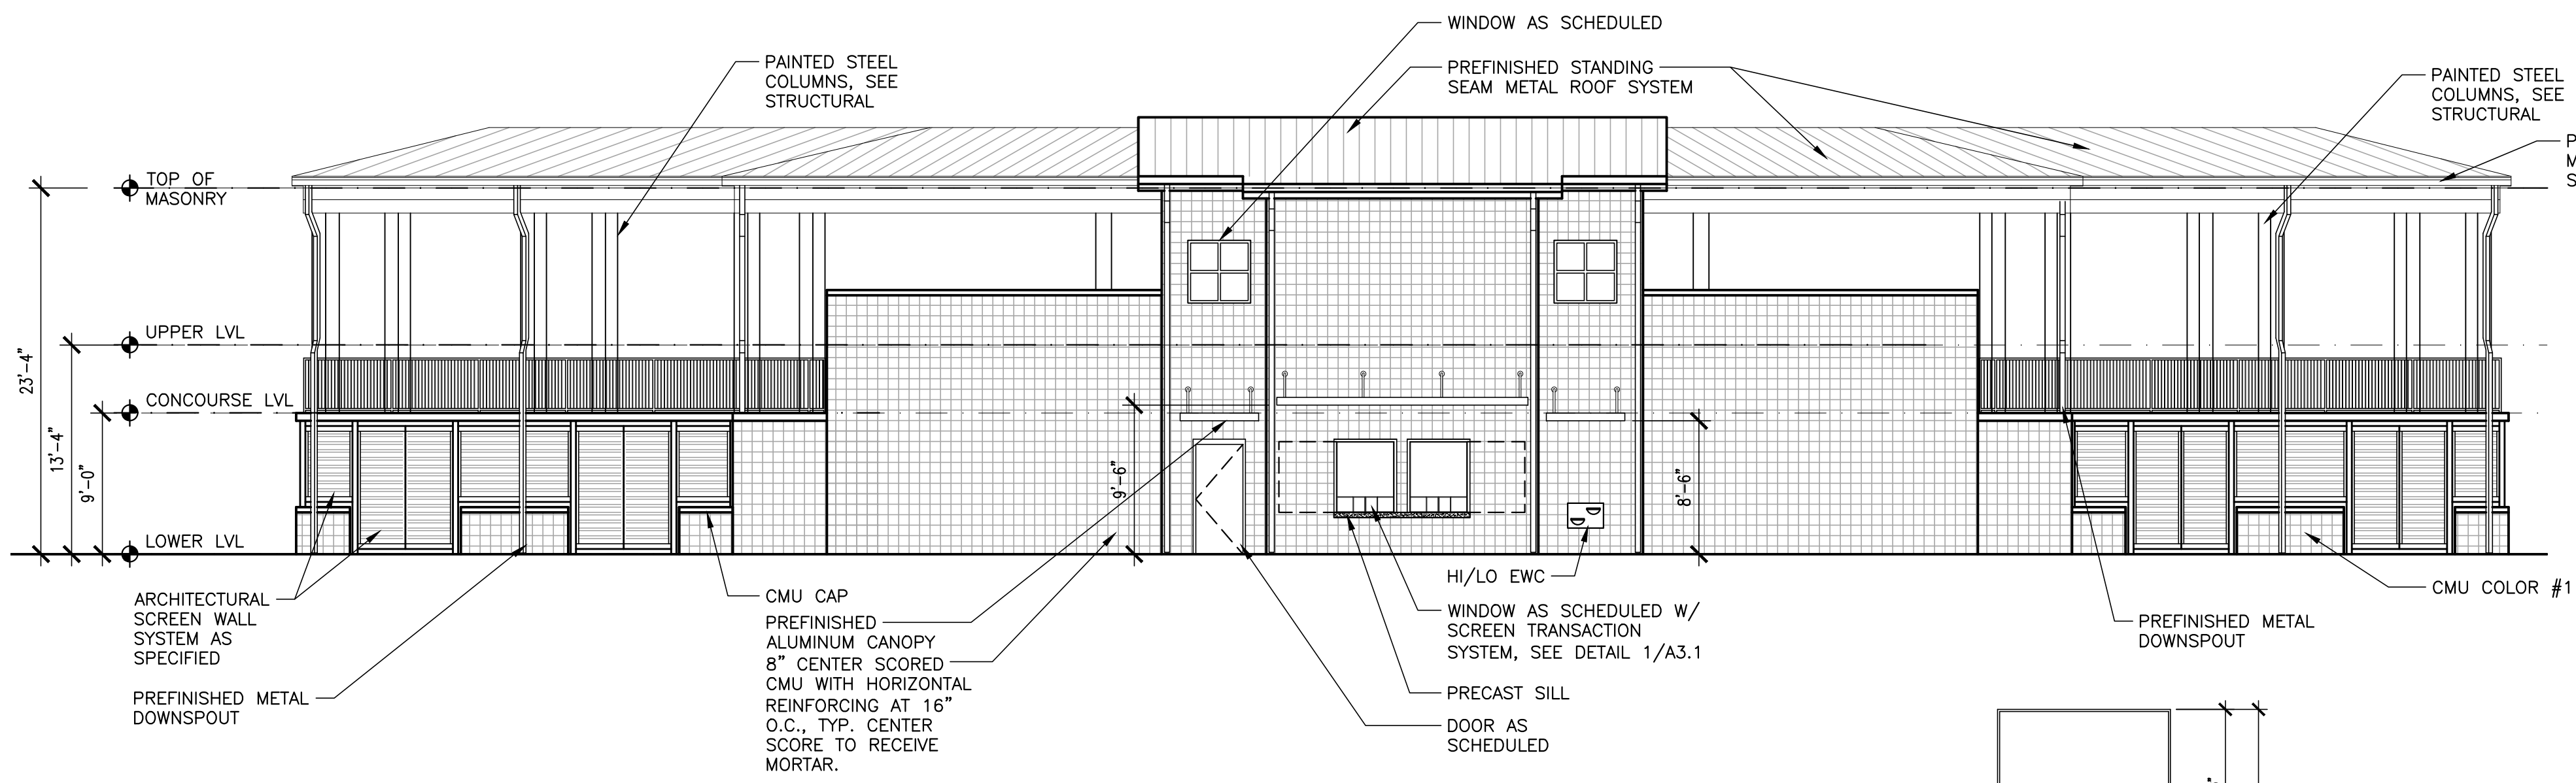 WINDOW AS SCHEDULED
PREFINISHED STANDING
SEAM METAL ROOF SYSTEM
PAINTED STEEL
COLUMNS, SEE
STRUCTURAL
PAINTED STEEL
COLUMNS, SEE
STRUCTURAL
P
M
S
TOP OF
MASONRY
UPPER LVL
CONCOURSE LVL
LOWER LVL
23'-4"
13'-4"
9'-0"
9'-6"
8'-6"
ARCHITECTURAL
SCREEN WALL
SYSTEM AS
SPECIFIED
PREFINISHED METAL
DOWNSPOUT
CMU CAP
PREFINISHED
ALUMINUM CANOPY
8" CENTER SCORED
CMU WITH HORIZONTAL
REINFORCING AT 16"
O.C., TYP. CENTER
SCORE TO RECEIVE
MORTAR.
HI/LO EWC
WINDOW AS SCHEDULED W/
SCREEN TRANSACTION
SYSTEM, SEE DETAIL 1/A3.1
PRECAST SILL
DOOR AS
SCHEDULED
PREFINISHED METAL
DOWNSPOUT
CMU COLOR #1